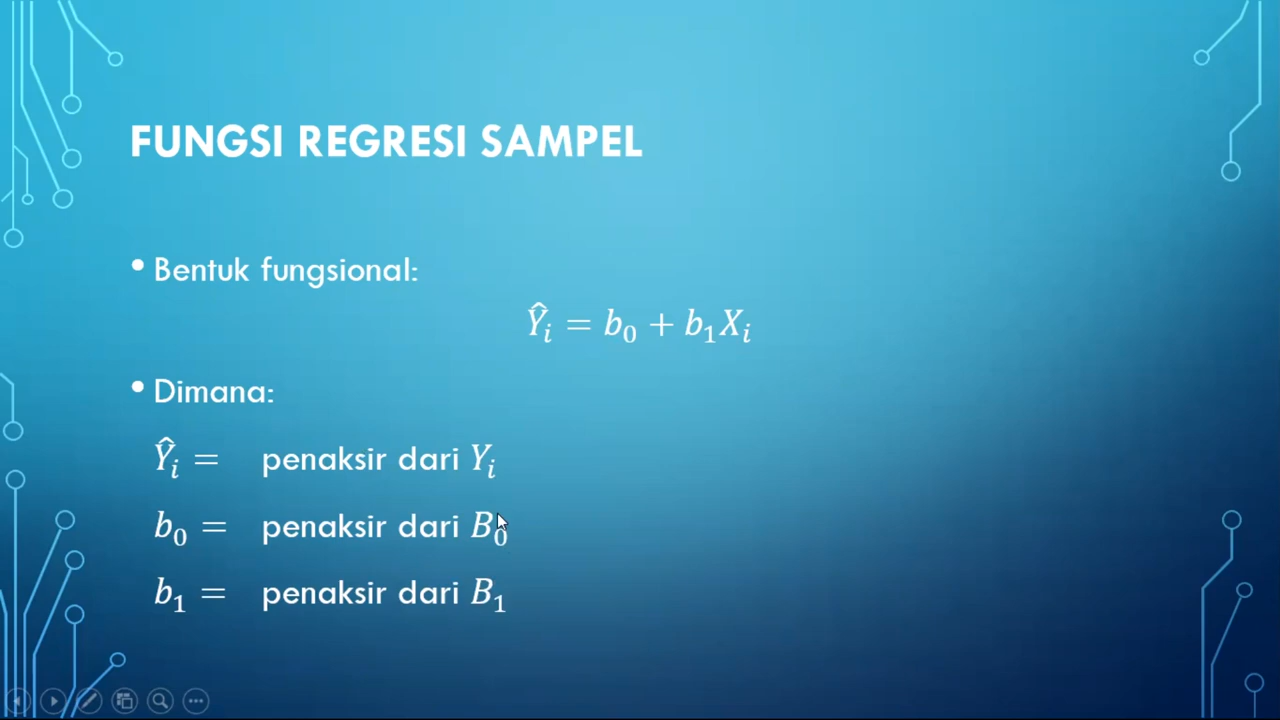 FUNGSI REGRESI SAMPEL
• Bentuk fungsional:
Ŷᵢ = b₀ + b₁Xᵢ
• Dimana:
Ŷᵢ = penaksir dari Yᵢ
b₀ = penaksir dari B₀
b₁ = penaksir dari B₁